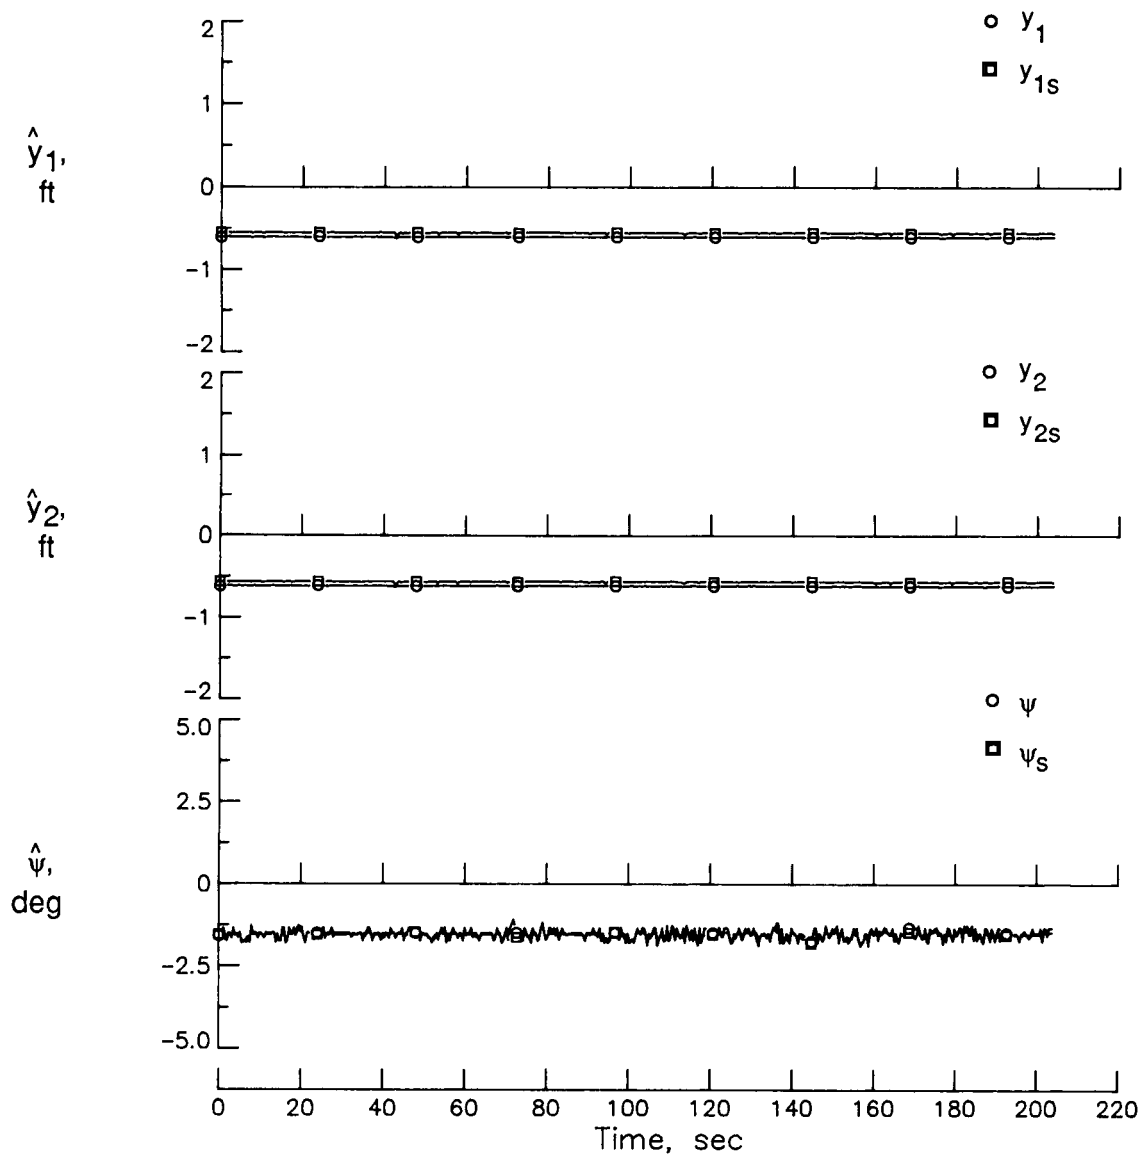 2
y1
y1s
1
ŷ1,
ft
0
-1
-2
2
y2
y2s
1
ŷ2,
ft
0
-1
-2
5.0
ψ
ψs
2.5
ψ̂,
deg
0
-2.5
-5.0
0 20 40 60 80 100 120 140 160 180 200 220
Time, sec